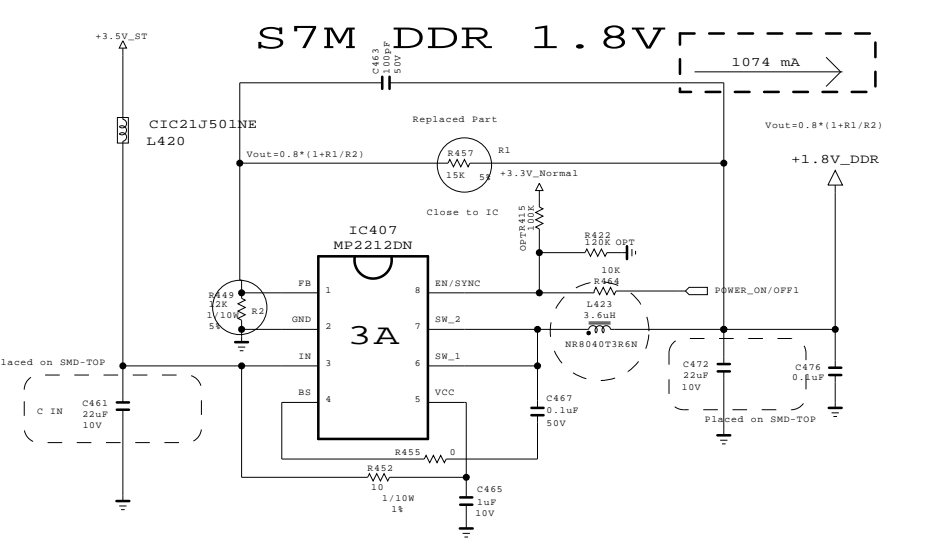 S7M DDR 1.8V
+3.5V_ST
C463
100pF
50V
1074 mA
CIC21J501NE
L420
Replaced Part
Vout=0.8*(1+R1/R2)
+1.8V_DDR
Vout=0.8*(1+R1/R2)
R457
15K
5%
R1
+3.3V_Normal
Close to IC
OPT
R415
100K
IC407
MP2212DN
R422
120K OPT
10K
R464
POWER_ON/OFF1
FB
1
8
EN/SYNC
R449
12K
1/10W
5%
R2
GND
2
7
SW_2
3A
L423
3.6uH
NR8040T3R6N
IN
3
6
SW_1
BS
4
5
VCC
laced on SMD-TOP
C IN
C461
22uF
10V
C467
0.1uF
50V
C472
22uF
10V
C476
0.1uF
Placed on SMD-TOP
R455
0
R452
10
1/10W
1%
C465
1uF
10V